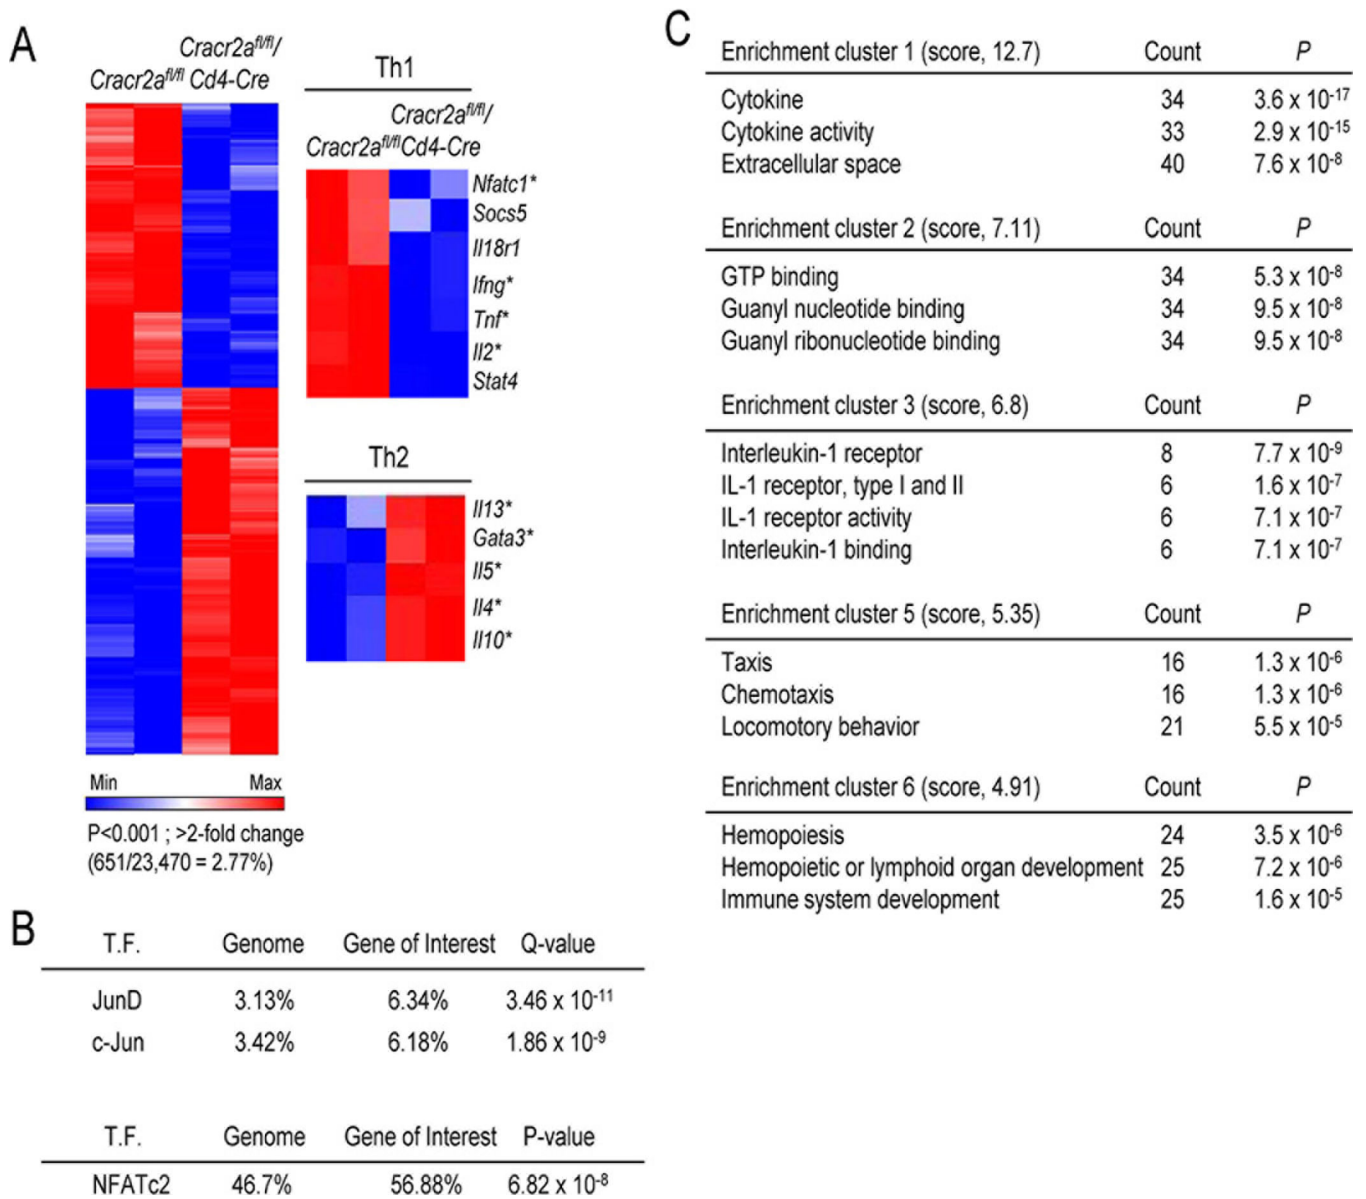 A
Cracr2a^fl/fl/
Cracr2a^fl/fl Cd4-Cre
Min Max
P<0.001 ; >2-fold change
(651/23,470 = 2.77%)
Th1
Cracr2a^fl/fl/
Cracr2a^fl/fl Cd4-Cre
Nfatc1*
Socs5
Il18r1
Ifng*
Tnf*
Il2*
Stat4
Th2
Il13*
Gata3*
Il5*
Il4*
Il10*
B
T.F. Genome Gene of Interest Q-value
JunD 3.13% 6.34% 3.46 x 10^-11
c-Jun 3.42% 6.18% 1.86 x 10^-9
T.F. Genome Gene of Interest P-value
NFATc2 46.7% 56.88% 6.82 x 10^-8
C
Enrichment cluster 1 (score, 12.7) Count P
Cytokine 34 3.6 x 10^-17
Cytokine activity 33 2.9 x 10^-15
Extracellular space 40 7.6 x 10^-8
Enrichment cluster 2 (score, 7.11) Count P
GTP binding 34 5.3 x 10^-8
Guanyl nucleotide binding 34 9.5 x 10^-8
Guanyl ribonucleotide binding 34 9.5 x 10^-8
Enrichment cluster 3 (score, 6.8) Count P
Interleukin-1 receptor 8 7.7 x 10^-9
IL-1 receptor, type I and II 6 1.6 x 10^-7
IL-1 receptor activity 6 7.1 x 10^-7
Interleukin-1 binding 6 7.1 x 10^-7
Enrichment cluster 5 (score, 5.35) Count P
Taxis 16 1.3 x 10^-6
Chemotaxis 16 1.3 x 10^-6
Locomotory behavior 21 5.5 x 10^-5
Enrichment cluster 6 (score, 4.91) Count P
Hemopoiesis 24 3.5 x 10^-6
Hemopoietic or lymphoid organ development 25 7.2 x 10^-6
Immune system development 25 1.6 x 10^-5